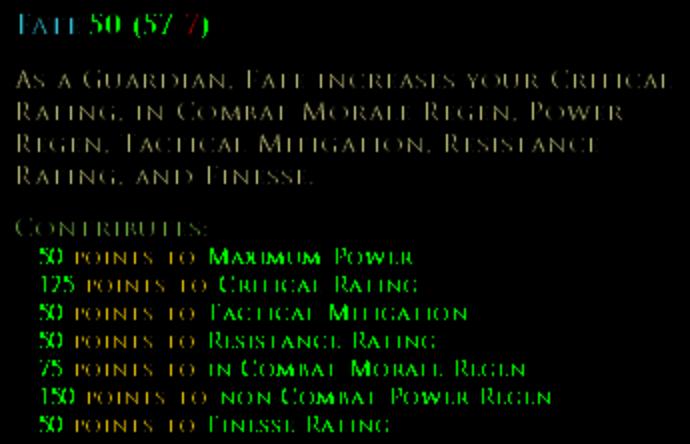 Fate 50 (57 7)
As a Guardian, Fate increases your Critical
Rating, in Combat Morale Regen, Power
Regen, Tactical Mitigation, Resistance
Rating, and Finesse.
Contributes:
50 points to Maximum Power
125 points to Critical Rating
50 points to Tactical Mitigation
50 points to Resistance Rating
75 points to in Combat Morale Regen
150 points to non Combat Power Regen
50 points to Finesse Rating